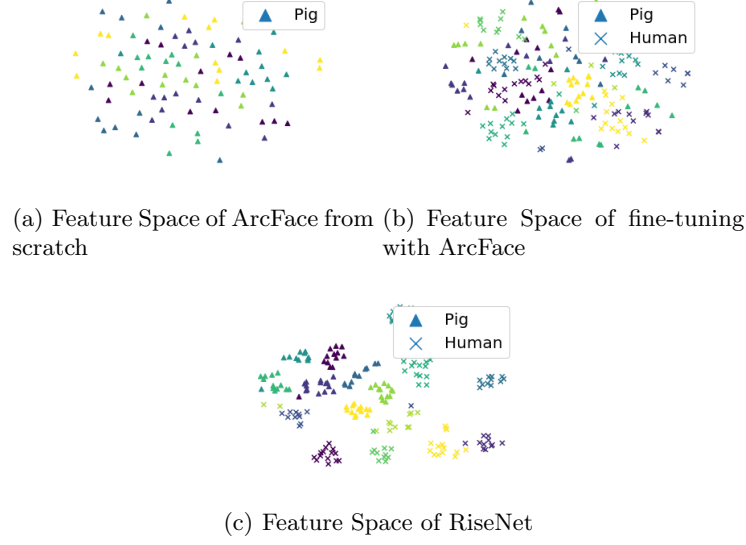 Pig
Pig
Human
(a) Feature Space of ArcFace from
scratch
(b) Feature Space of fine-tuning
with ArcFace
Pig
Human
(c) Feature Space of RiseNet